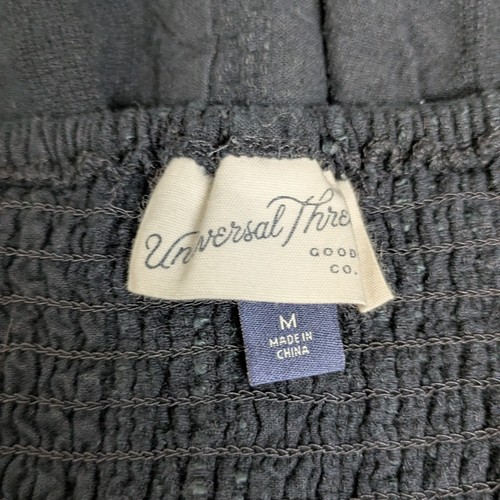 Universal Thre
GOOD
CO.
M
MADE IN
CHINA